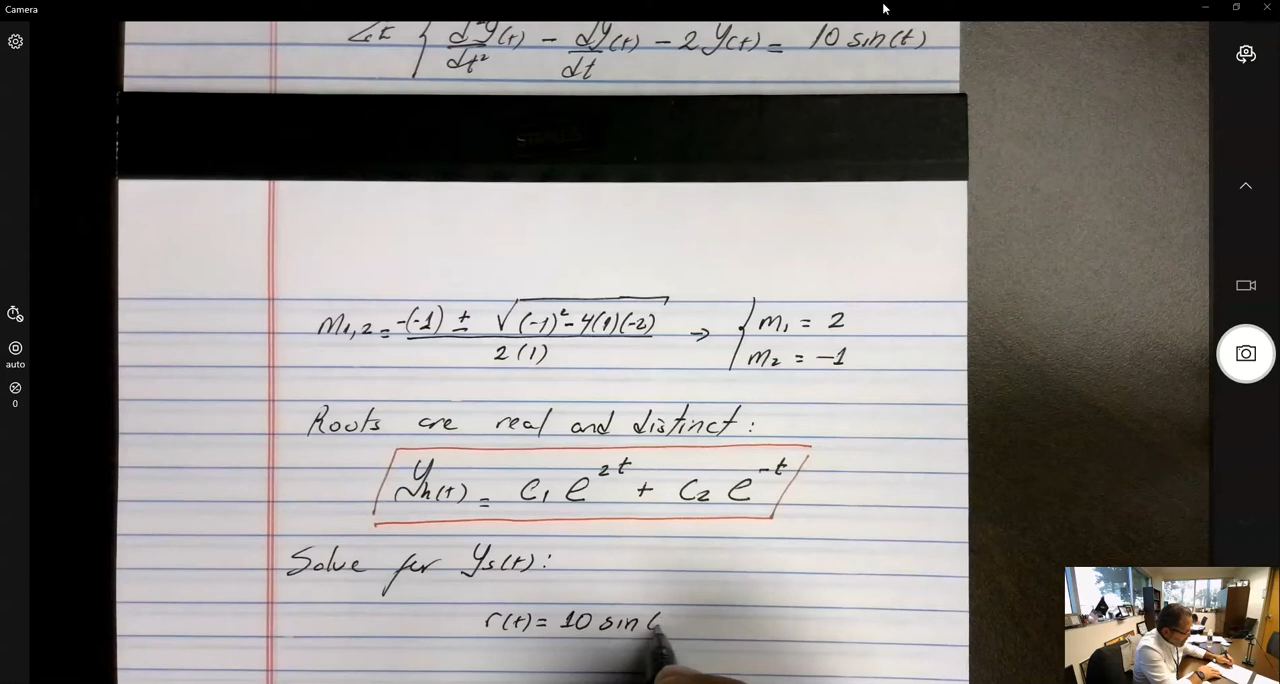 Camera
d²y(t)/dt² - dy(t)/dt - 2y(t) = 10 sin(t)
m1,2 = -(-1) ± √((-1)² - 4(1)(-2)) / 2(1) → { m1 = 2
m2 = -1
Roots are real and distinct:
yh(t) = C1 e^2t + C2 e^-t
Solve for ys(t):
r(t) = 10 sin(
auto
0